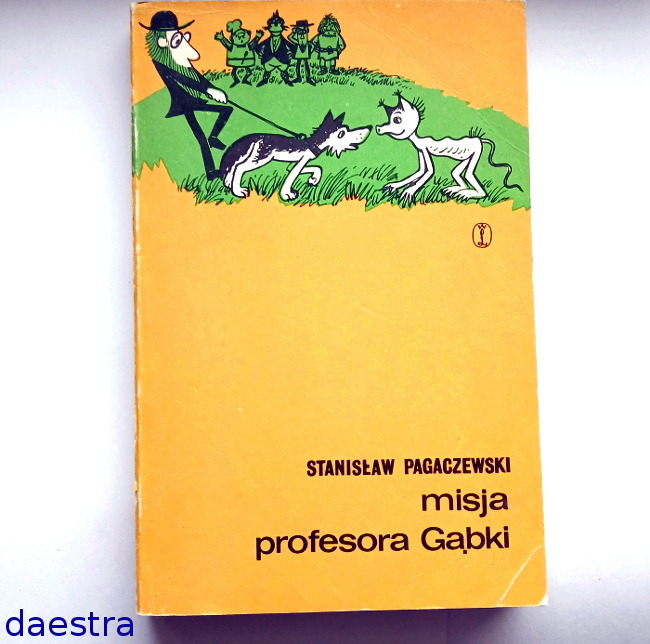 STANISŁAW PAGACZEWSKI
misja
profesora Gąbki
daestra